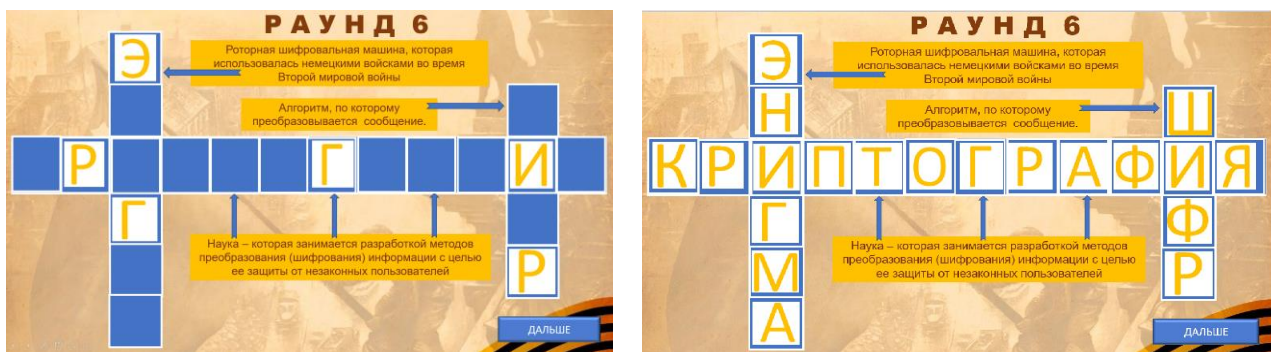 РАУНД 6
Э
Роторная шифровальная машина, которая
использовалась немецкими войсками во время
Второй мировой войны
Алгоритм, по которому
преобразовывается сообщение.
Р Г И
Г
Наука – которая занимается разработкой методов
преобразования (шифрования) информации с целью
ее защиты от незаконных пользователей
Р
ДАЛЬШЕ
РАУНД 6
Э
Роторная шифровальная машина, которая
использовалась немецкими войсками во время
Второй мировой войны
Н
Алгоритм, по которому
преобразовывается сообщение.
Ш
КРИПТОГРАФИЯ
Г
Ф
Наука – которая занимается разработкой методов
преобразования (шифрования) информации с целью
ее защиты от незаконных пользователей
М
Р
А
ДАЛЬШЕ